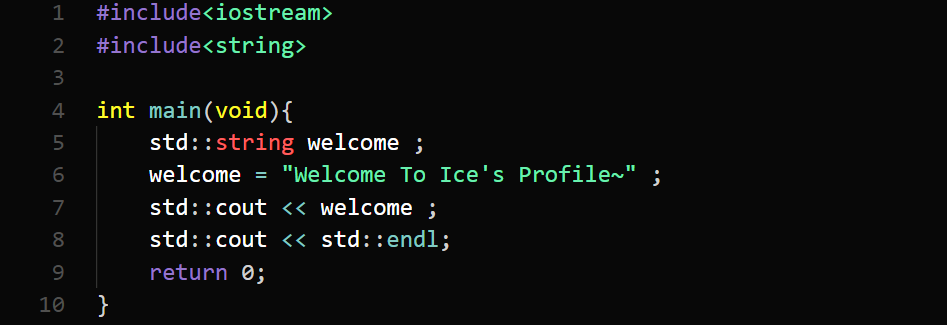 1 #include<iostream>
2 #include<string>
3
4 int main(void){
5     std::string welcome ;
6     welcome = "Welcome To Ice's Profile~" ;
7     std::cout << welcome ;
8     std::cout << std::endl;
9     return 0;
10 }